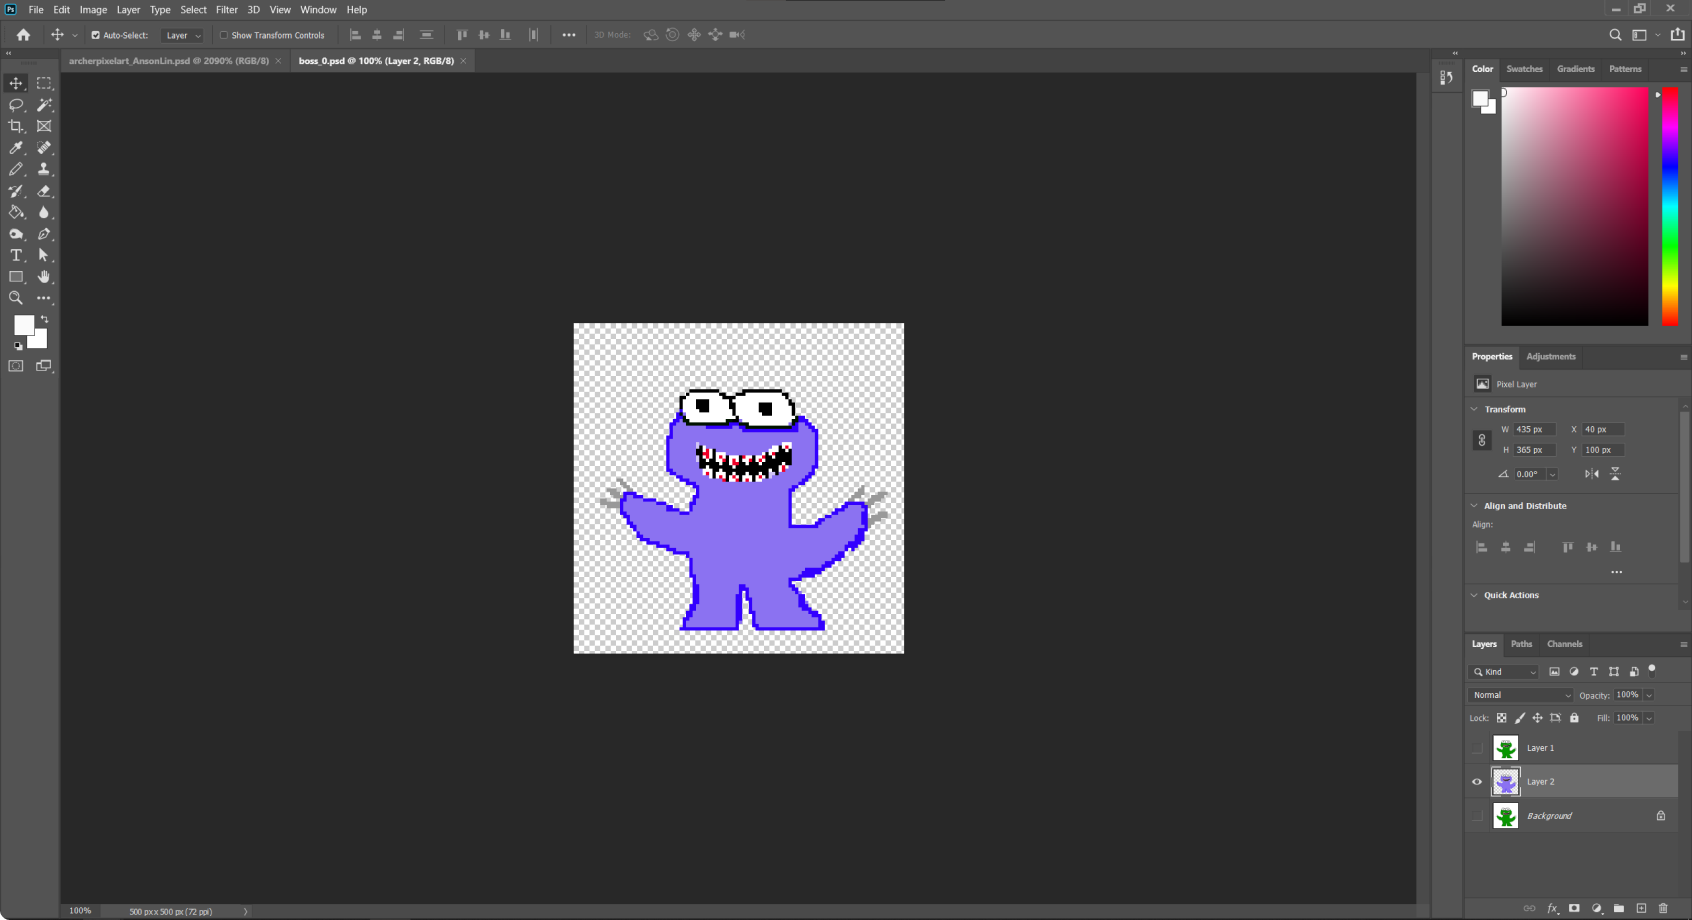 Ps File Edit Image Layer Type Select Filter 3D View Window Help
Auto-Select: Layer Show Transform Controls 3D Mode:
archerpixelart_AnsonLin.psd @ 2090% (RGB/8) × boss_0.psd @ 100% (Layer 2, RGB/8) ×
Color Swatches Gradients Patterns
Properties Adjustments
Pixel Layer
Transform
W 435 px X 40 px
H 365 px Y 100 px
0.00°
Align and Distribute
Align:
Quick Actions
Layers Paths Channels
Kind
Normal Opacity: 100%
Lock: Fill: 100%
Layer 1
Layer 2
Background
100% 500 px x 500 px (72 ppi)